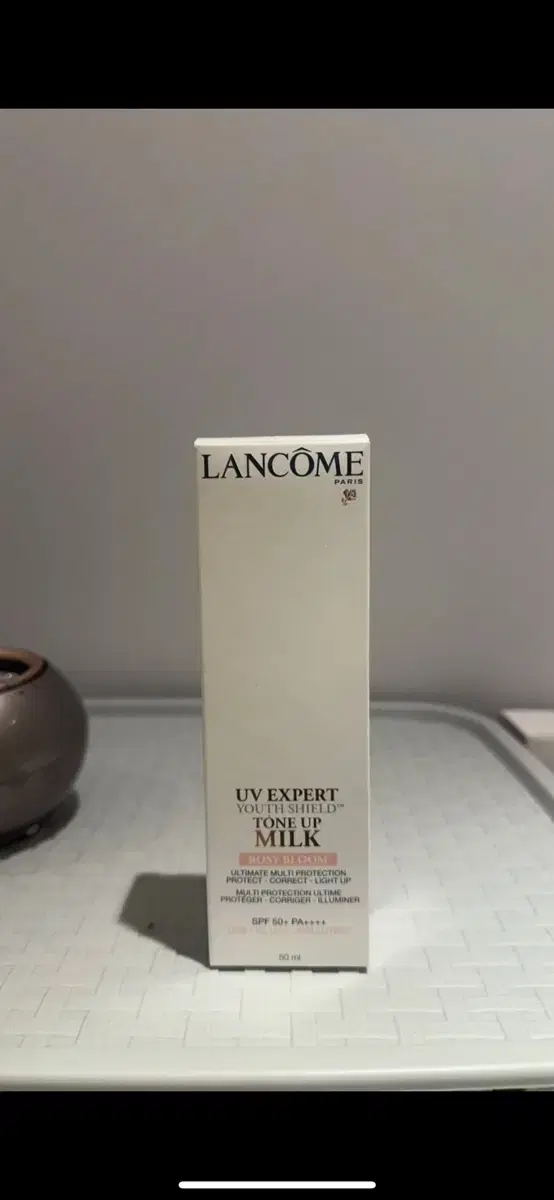 LANCÔME
PARIS
UV EXPERT
YOUTH SHIELD™
TONE UP
MILK
ROSY BLOOM
ULTIMATE MULTI PROTECTION
PROTECT - CORRECT - LIGHT UP
MULTI PROTECTION ULTIME
PROTÉGER - CORRIGER - ILLUMINER
SPF 50+ PA++++
50 ml